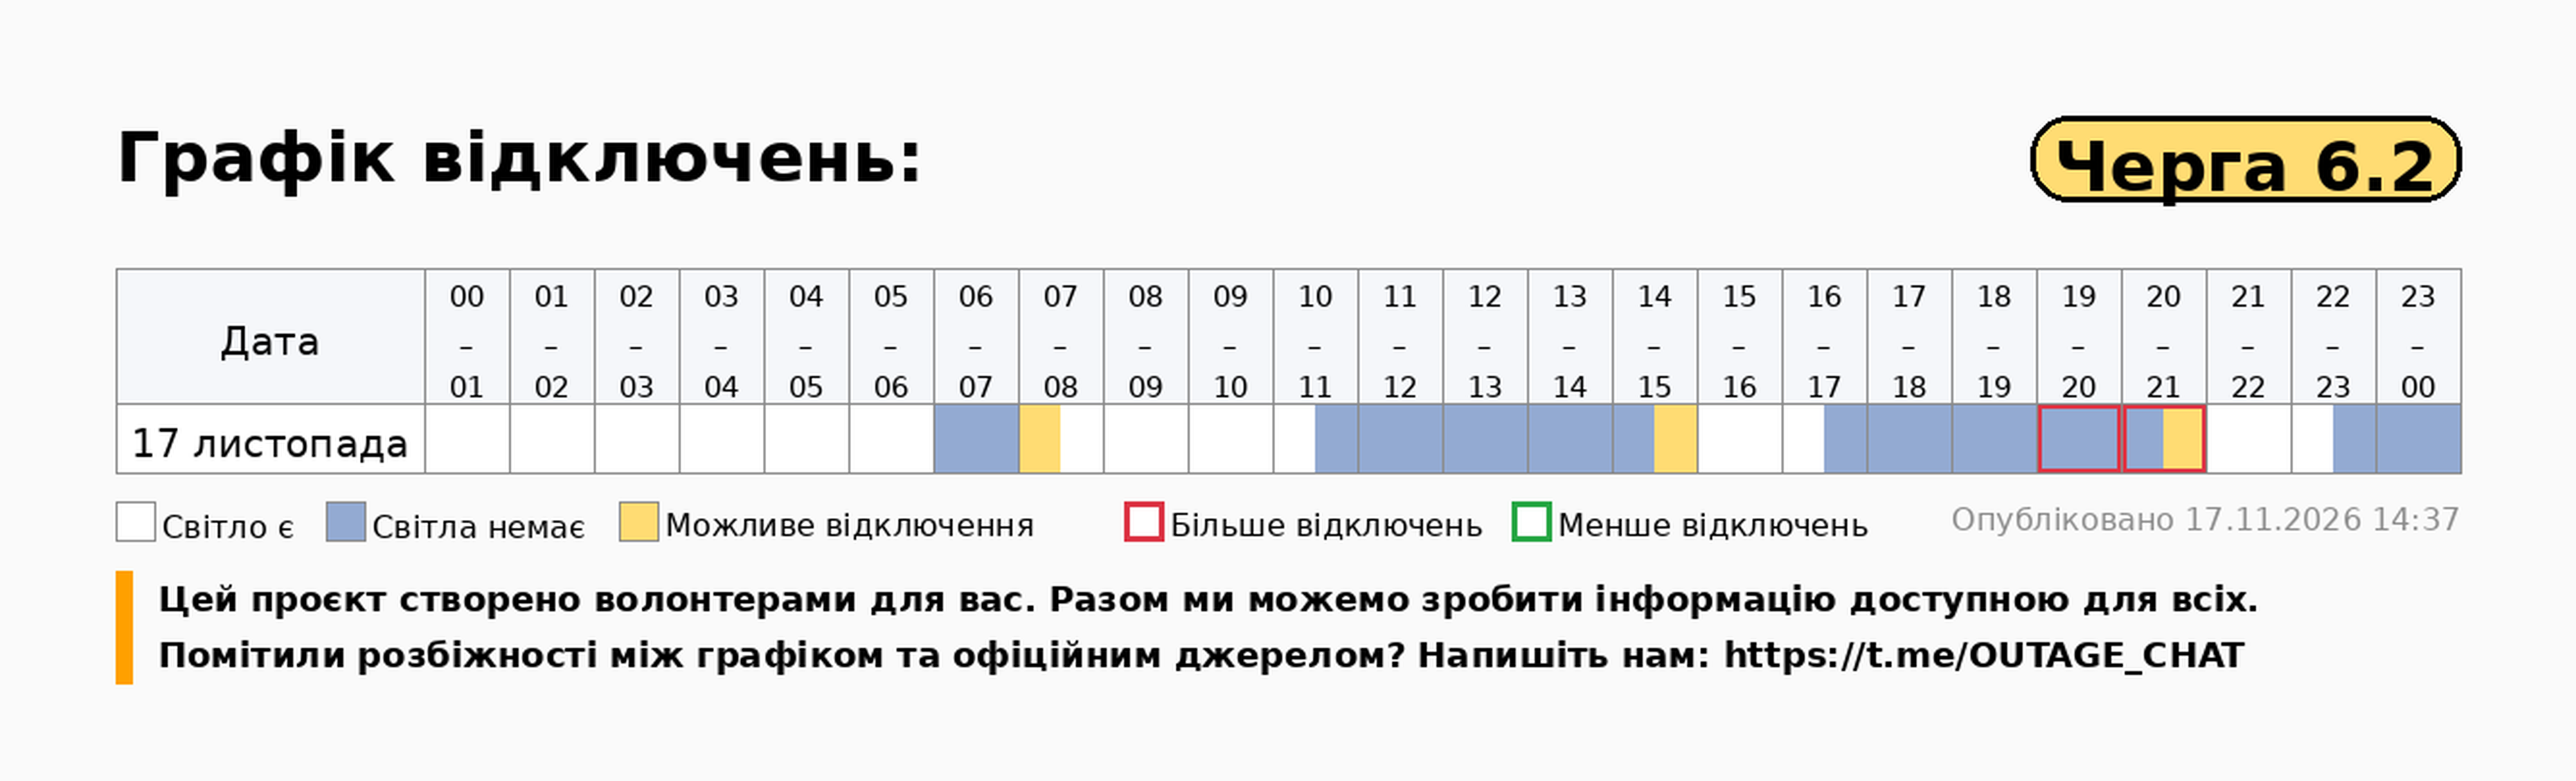 Графік відключень:
Черга 6.2
Дата
00 – 01
01 – 02
02 – 03
03 – 04
04 – 05
05 – 06
06 – 07
07 – 08
08 – 09
09 – 10
10 – 11
11 – 12
12 – 13
13 – 14
14 – 15
15 – 16
16 – 17
17 – 18
18 – 19
19 – 20
20 – 21
21 – 22
22 – 23
23 – 00
17 листопада
Світло є
Світла немає
Можливе відключення
Більше відключень
Менше відключень
Опубліковано 17.11.2026 14:37
Цей проєкт створено волонтерами для вас. Разом ми можемо зробити інформацію доступною для всіх.
Помітили розбіжності між графіком та офіційним джерелом? Напишіть нам: https://t.me/OUTAGE_CHAT